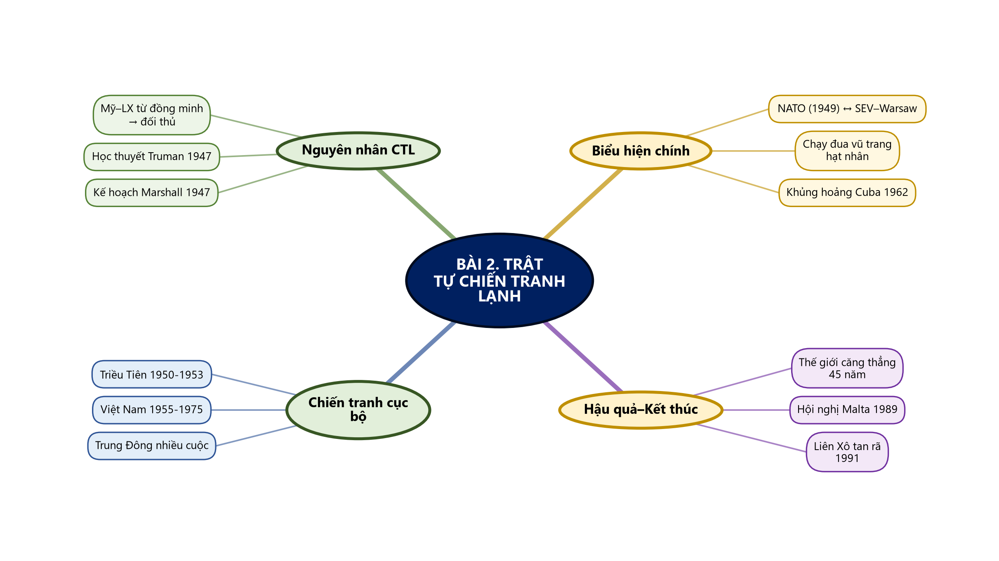 BÀI 2. TRẬT
TỰ CHIẾN TRANH
LẠNH
Nguyên nhân CTL
Mỹ–LX từ đồng minh
→ đối thủ
Học thuyết Truman 1947
Kế hoạch Marshall 1947
Biểu hiện chính
NATO (1949) ↔ SEV–Warsaw
Chạy đua vũ trang
hạt nhân
Khủng hoảng Cuba 1962
Chiến tranh cục
bộ
Triều Tiên 1950-1953
Việt Nam 1955-1975
Trung Đông nhiều cuộc
Hậu quả–Kết thúc
Thế giới căng thẳng
45 năm
Hội nghị Malta 1989
Liên Xô tan rã
1991